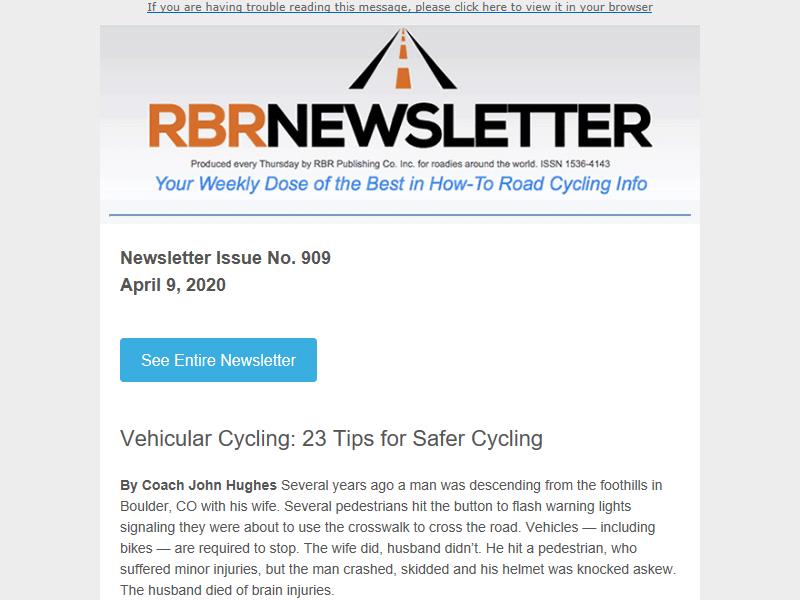 If you are having trouble reading this message, please click here to view it in your browser
RBRNEWSLETTER
Produced every Thursday by RBR Publishing Co. Inc. for roadies around the world. ISSN 1536-4143
Your Weekly Dose of the Best in How-To Road Cycling Info
Newsletter Issue No. 909
April 9, 2020
See Entire Newsletter
Vehicular Cycling: 23 Tips for Safer Cycling
By Coach John Hughes Several years ago a man was descending from the foothills in
Boulder, CO with his wife. Several pedestrians hit the button to flash warning lights
signaling they were about to use the crosswalk to cross the road. Vehicles — including
bikes — are required to stop. The wife did, husband didn’t. He hit a pedestrian, who
suffered minor injuries, but the man crashed, skidded and his helmet was knocked askew.
The husband died of brain injuries.